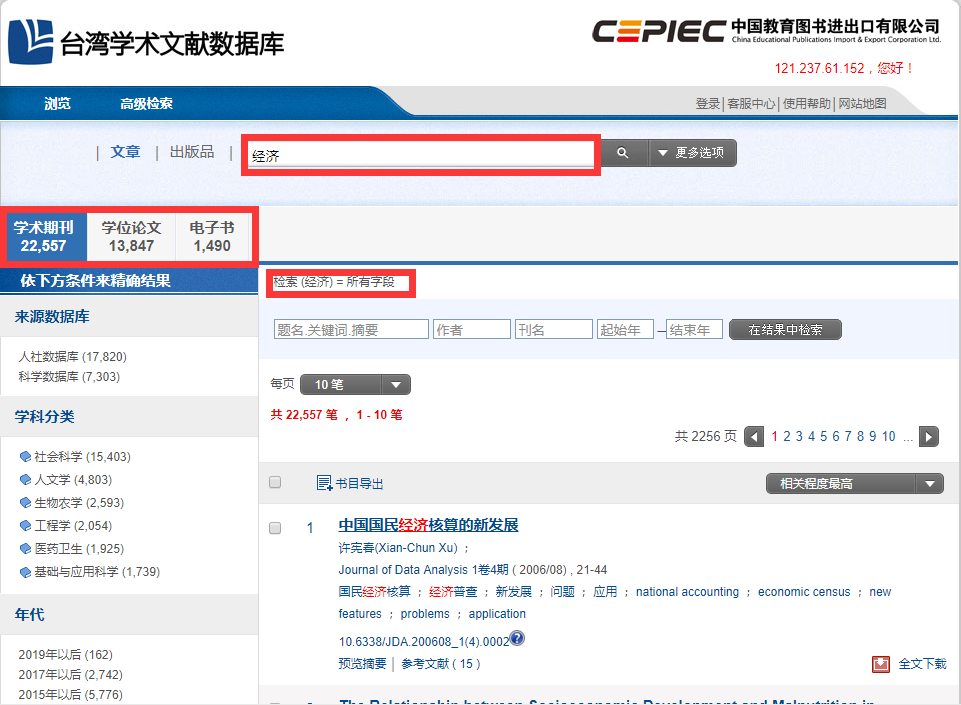 台湾学术文献数据库
CEPIEC 中国教育图书进出口有限公司
China Educational Publications Import & Export Corporation Ltd.
121.237.61.152，您好！
浏览 高级检索
登录| 客服中心| 使用帮助| 网站地图
| 文章 | 出版品 |
经济
更多选项
学术期刊 学位论文 电子书
22,557 13,847 1,490
依下方条件来精确结果
检索 (经济) = 所有字段
来源数据库
人社数据库 (17,820)
科学数据库 (7,303)
学科分类
社会科学 (15,403)
人文学 (4,803)
生物农学 (2,593)
工程学 (2,054)
医药卫生 (1,925)
基础与应用科学 (1,739)
年代
2019年以后 (162)
2017年以后 (2,742)
2015年以后 (5,776)
题名.关键词.摘要 作者 刊名 起始年 – 结束年 在结果中检索
每页 10 笔
共 22,557 笔 ， 1 - 10 笔
共 2256 页 1 2 3 4 5 6 7 8 9 10 ...
书目导出 相关程度最高
1 中国国民经济核算的新发展
许宪春(Xian-Chun Xu) ；
Journal of Data Analysis 1卷4期 ( 2006/08) , 21-44
国民经济核算 ； 经济普查 ； 新发展 ； 问题 ； 应用 ； national accounting ； economic census ； new
features ； problems ； application
10.6338/JDA.200608_1(4).0002
预览摘要 | 参考文献 ( 15 ) 全文下载
The Relationship between Socioeconomic Development and Malnutrition in